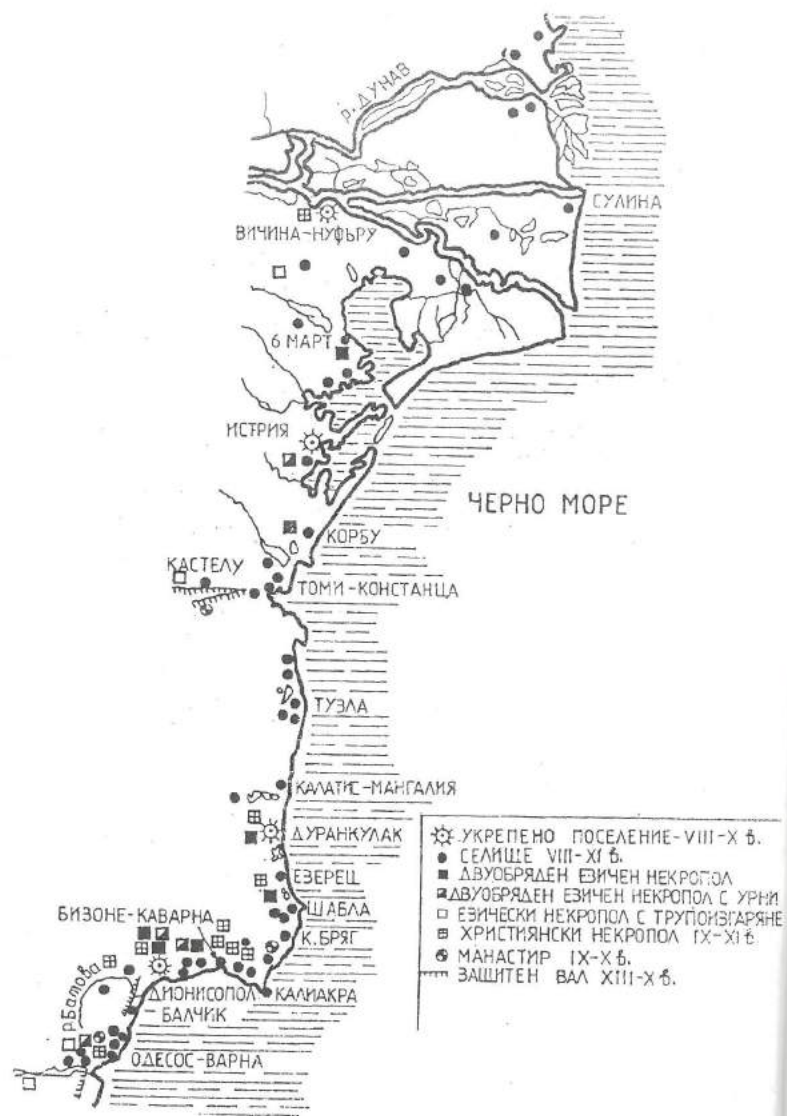 р. ДУНАВ
СУЛИНА
ВИЧИНА-НУФЪРУ
6 МАРТ
ИСТРИЯ
ЧЕРНО МОРЕ
КОРБУ
КАСТЕЛУ
ТОМИ-КОНСТАНЦА
ТУЗЛА
КАЛАТИС-МАНГАЛИЯ
ДУРАНКУЛАК
ЕЗЕРЕЦ
БИЗОНЕ-КАВАРНА
ШАБЛА
К. БРЯГ
р. Батова
ДИОНИСОПОЛ-
БАЛЧИК
КАЛИАКРА
ОДЕСОС-ВАРНА
УКРЕПЕНО ПОСЕЛЕНИЕ-VIII-X в.
СЕЛИЩЕ VIII-XI в.
ДВУОБРЯДЕН ЕЗИЧЕН НЕКРОПОЛ
ДВУОБРЯДЕН ЕЗИЧЕН НЕКРОПОЛ С УРНИ
ЕЗИЧЕСКИ НЕКРОПОЛ С ТРУПОИЗГАРЯНЕ
ХРИСТИЯНСКИ НЕКРОПОЛ IX-XI в
МАНАСТИР IX-X в.
ЗАЩИТЕН ВАЛ XIII-X в.